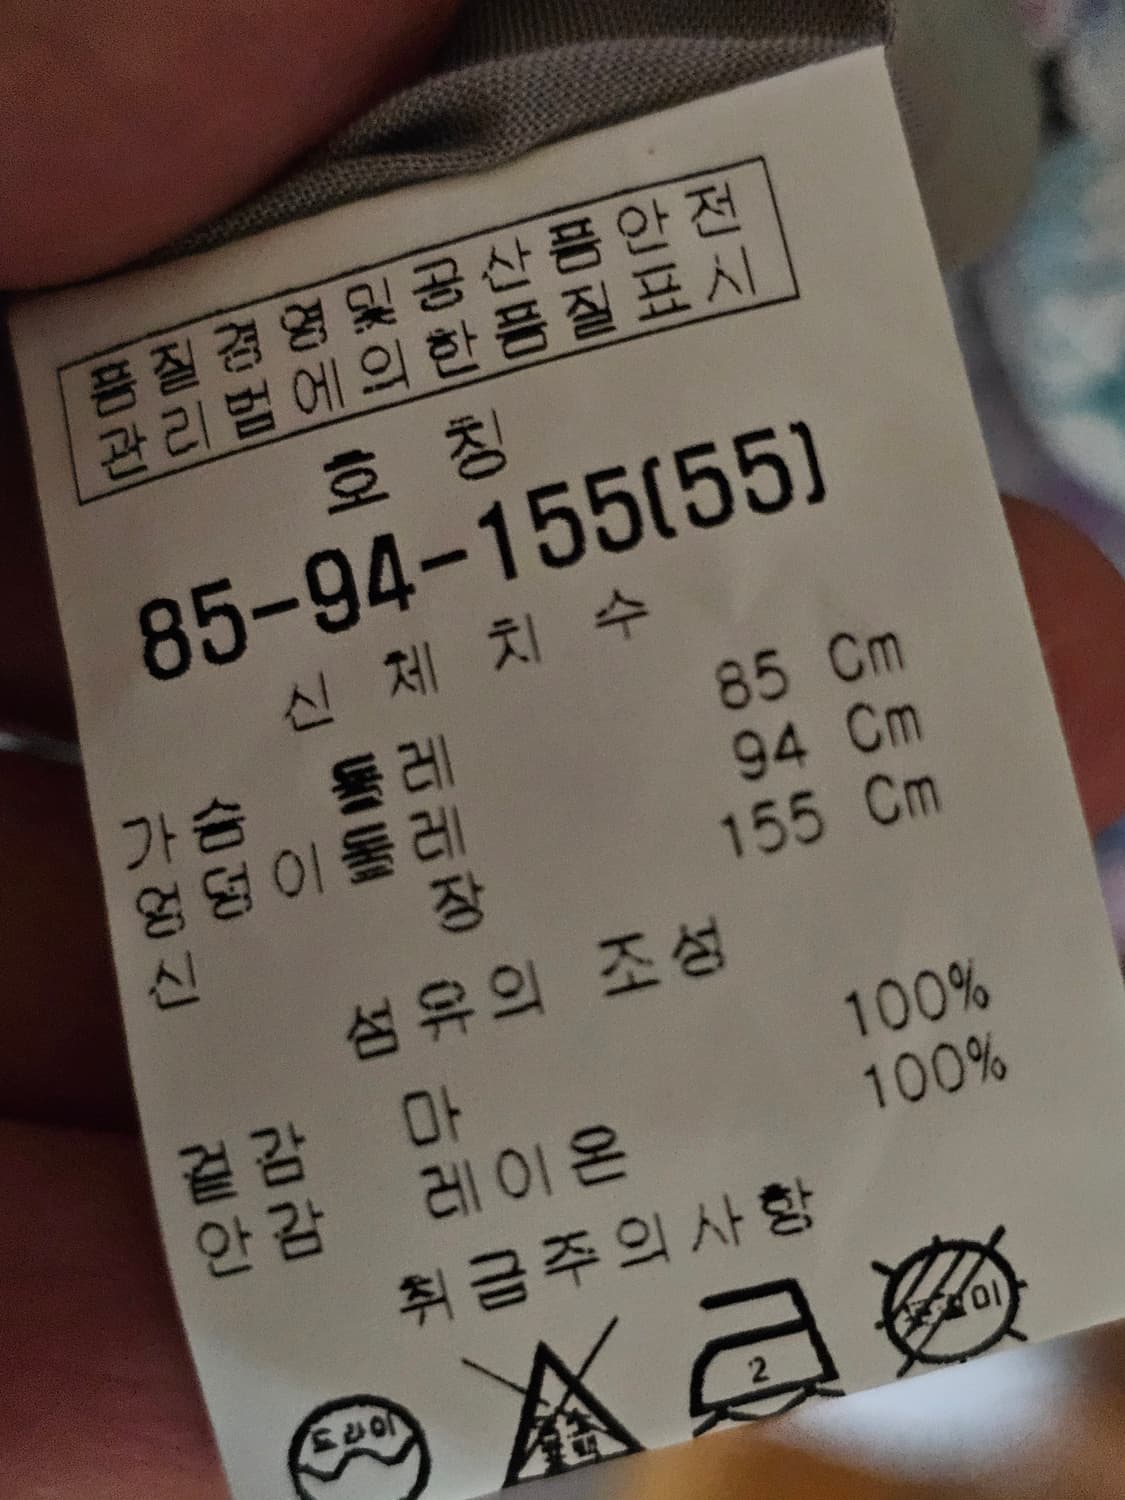 품질경영및공산품안전
관리법에의한품질표시
호 칭
85-94-155(55)
신 체 치 수
가슴 둘레 85 Cm
엉덩이둘레 94 Cm
신 장 155 Cm
섬유의 조성
겉감 마 100%
안감 레이온 100%
취급주의사항
드라이
2